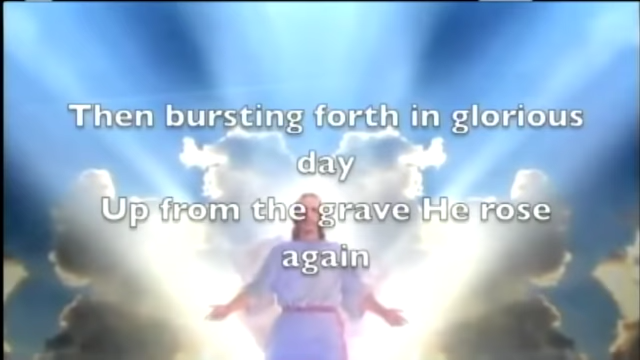 Then bursting forth in glorious
day
Up from the grave He rose
again